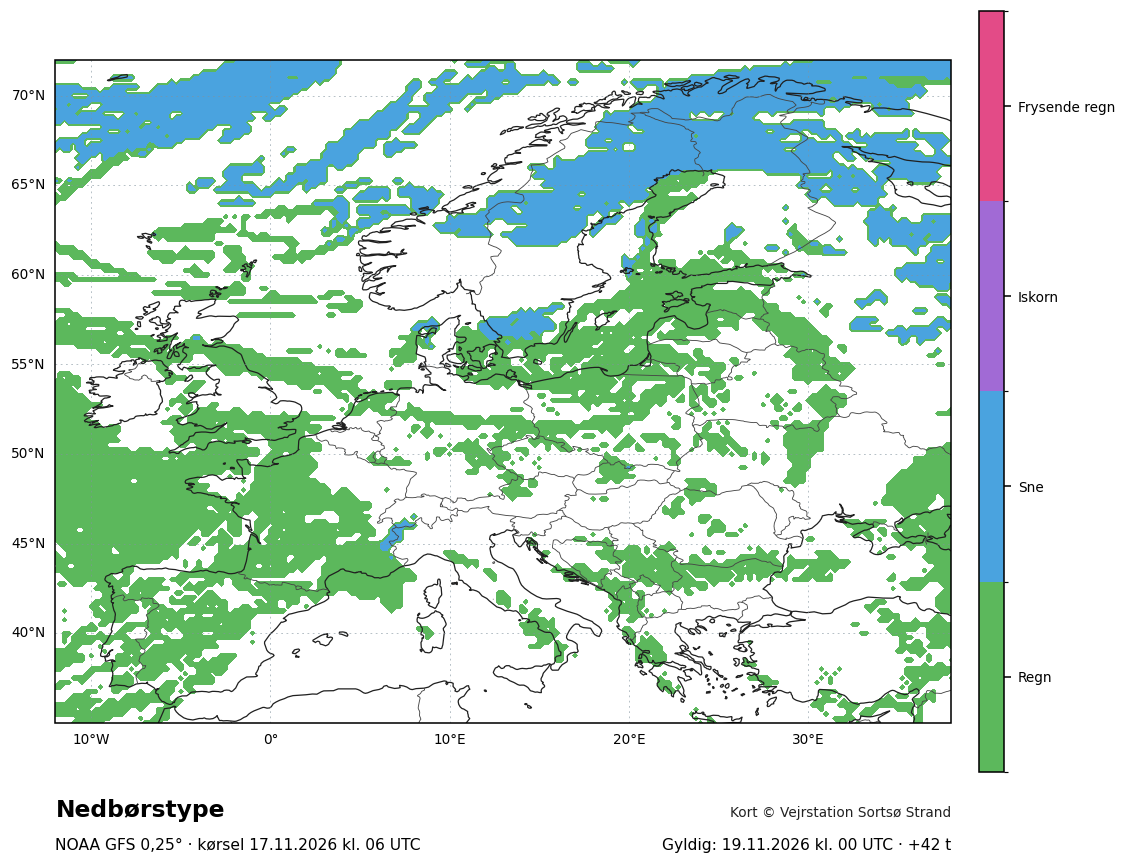 70°N
65°N
60°N
55°N
50°N
45°N
40°N
10°W
0°
10°E
20°E
30°E
Frysende regn
Iskorn
Sne
Regn
Nedbørstype
Kort © Vejrstation Sortsø Strand
NOAA GFS 0,25° · kørsel 17.11.2026 kl. 06 UTC
Gyldig: 19.11.2026 kl. 00 UTC · +42 t